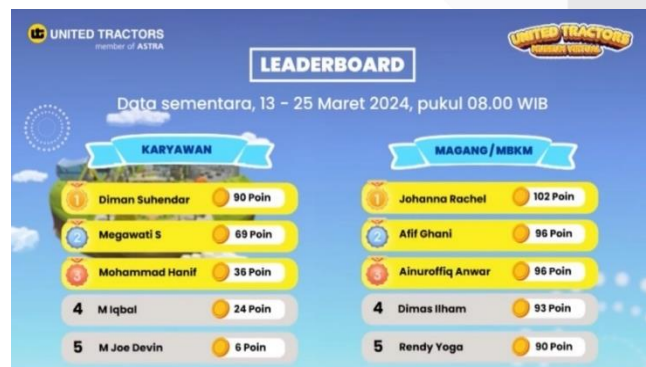 UNITED TRACTORS
member of ASTRA
UNITED TRACTORS
LEADERBOARD
Data sementara, 13 - 25 Maret 2024, pukul 08.00 WIB
KARYAWAN
1 Diman Suhendar 90 Poin
2 Megawati S 69 Poin
3 Mohammad Hanif 36 Poin
4 M Iqbal 24 Poin
5 M Joe Devin 6 Poin
MAGANG/MBKM
1 Johanna Rachel 102 Poin
2 Afif Ghani 96 Poin
3 Ainuroffiq Anwar 96 Poin
4 Dimas Ilham 93 Poin
5 Rendy Yoga 90 Poin